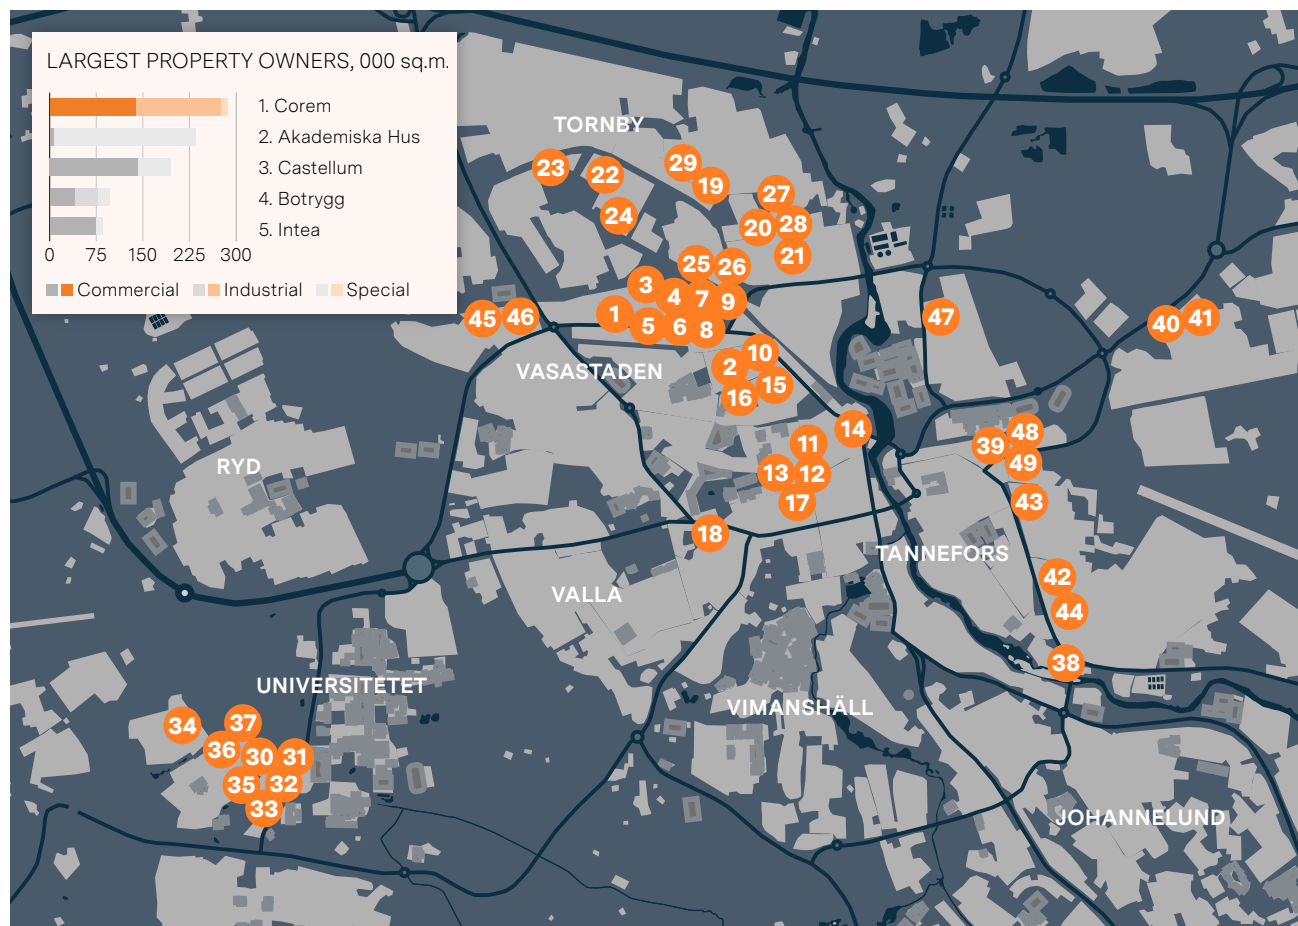 LARGEST PROPERTY OWNERS, 000 sq.m.
1. Corem
2. Akademiska Hus
3. Castellum
4. Botrygg
5. Intea
0 75 150 225 300
Commercial Industrial Special
TORNBY
23 22 29 19 27
24 20 28
21
25 26
3 4 7 9
45 46 1 5 6 8
47 40 41
VASASTADEN
2 10
16 15
RYD
11 14
13 12
17
18
39 48
49
43
TANNEFORS
VALLA
42
44
38
UNIVERSITETET
VIMANSHÄLL
34 37
36 30 31
35 32
33
JOHANNELUND